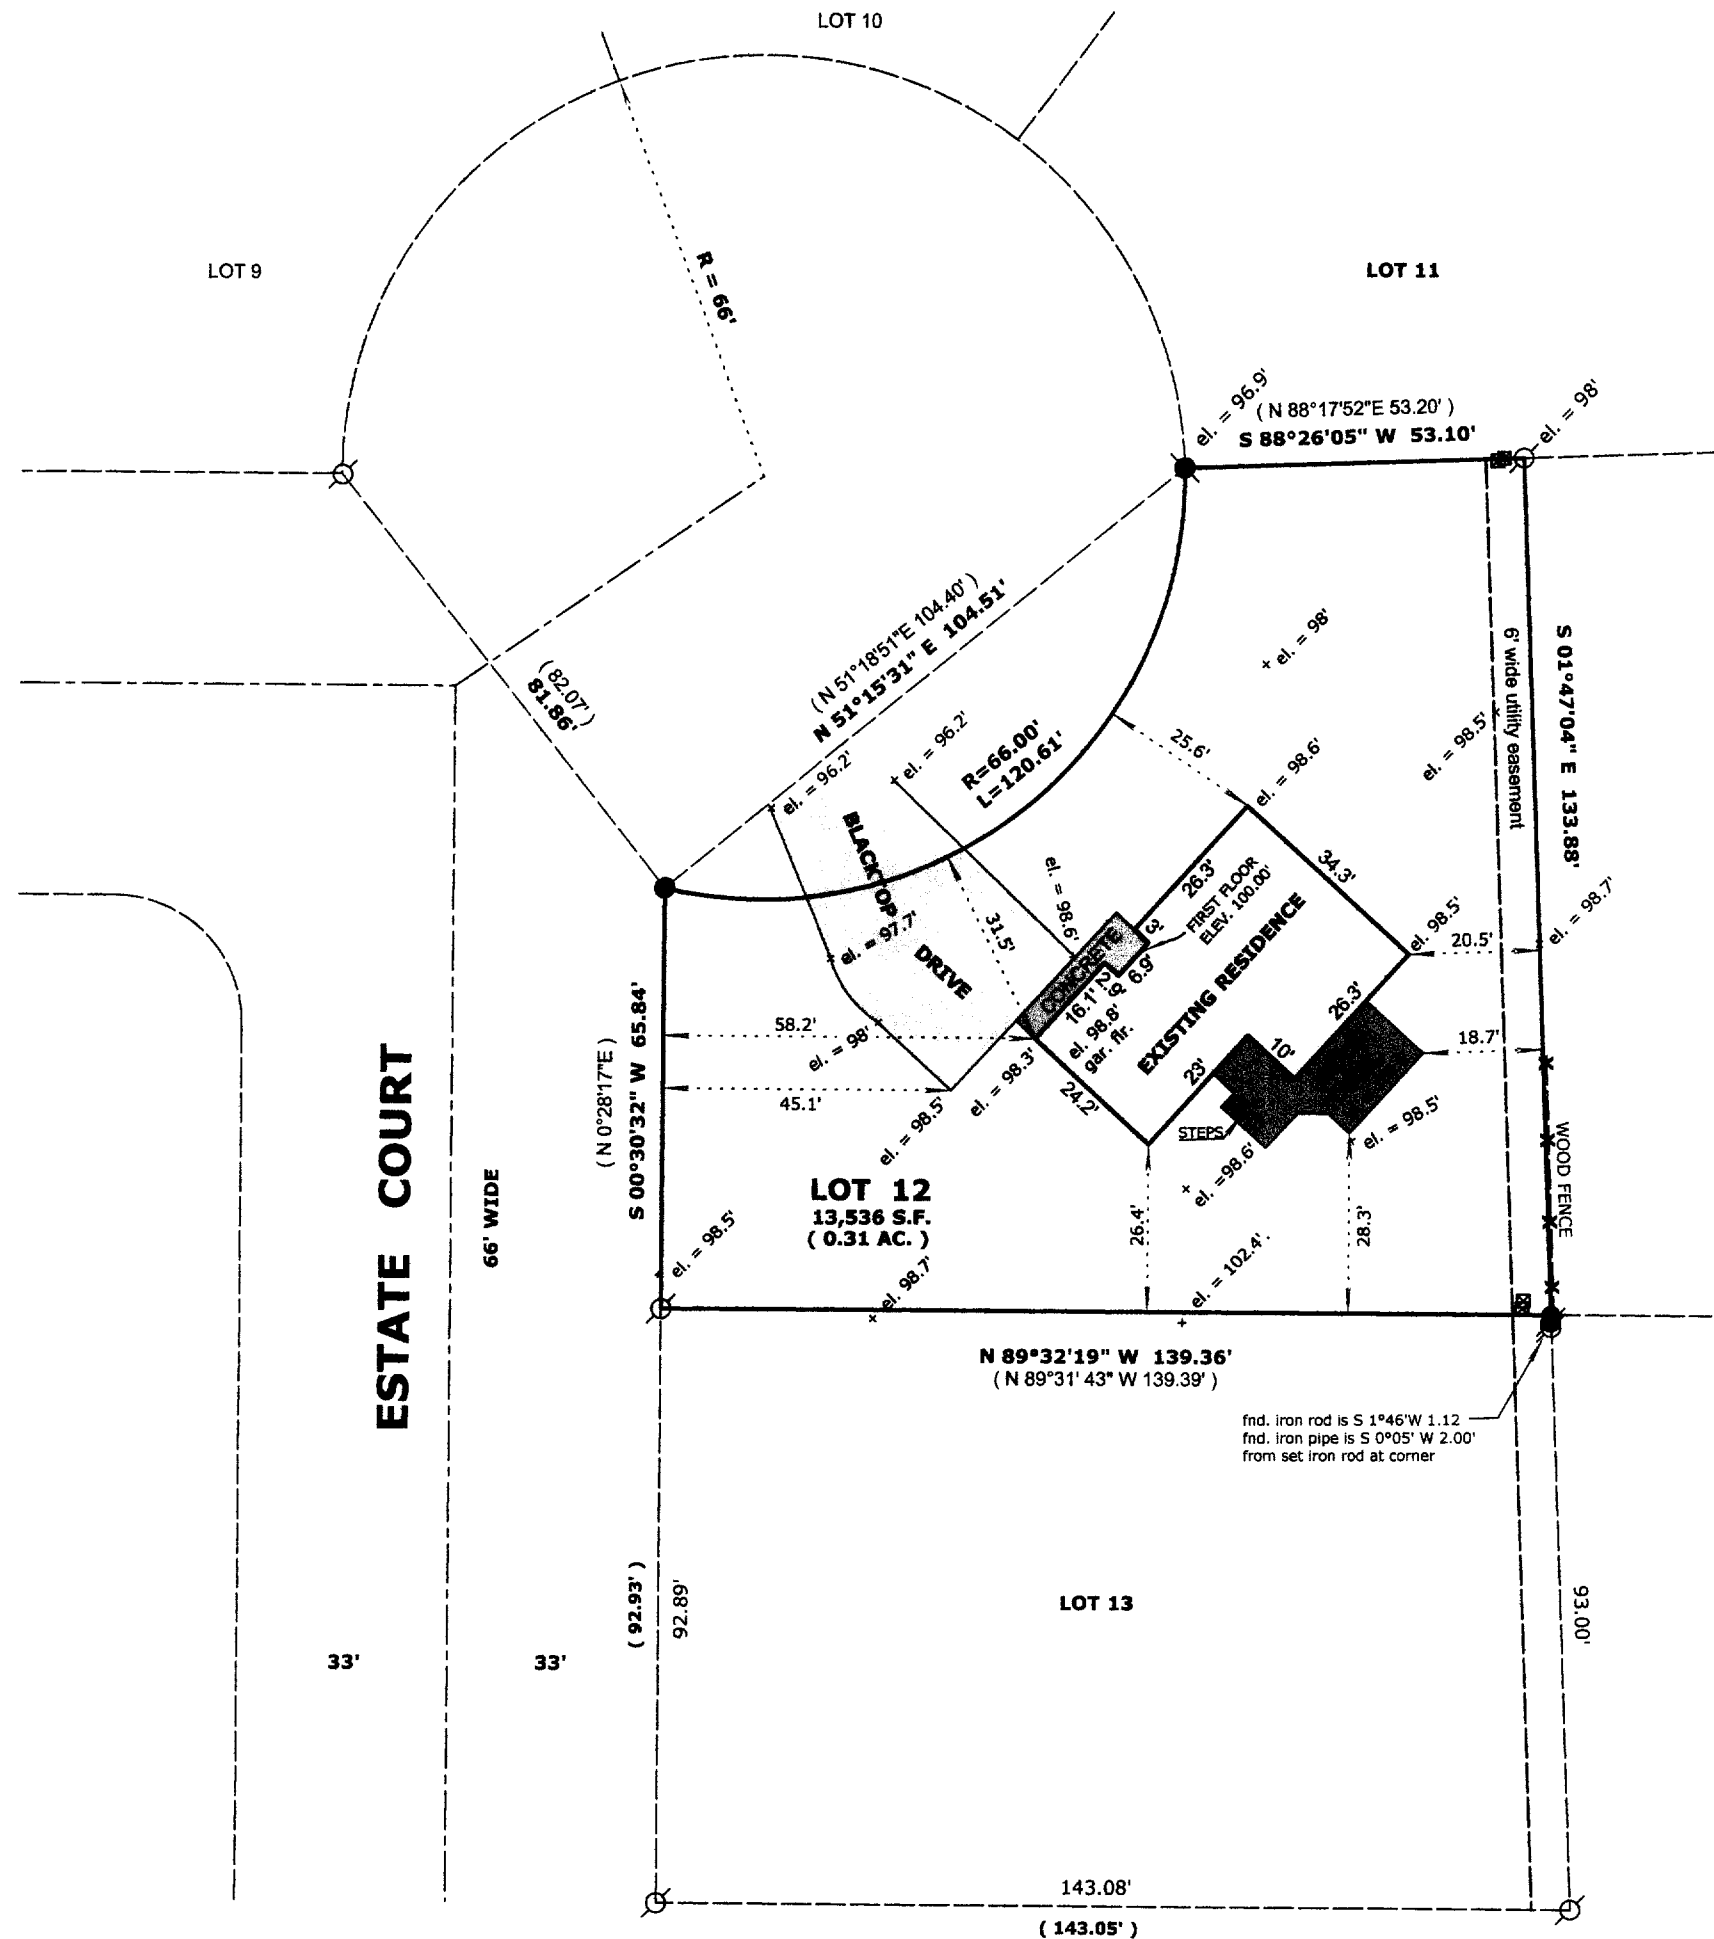 LOT 10
LOT 9
LOT 11
R = 66'
el. = 96.9'
( N 88°17'52"E 53.20' )
S 88°26'05" W 53.10'
el. = 98'
( N 51°18'51"E 104.40' )
N 51°15'31" E 104.51'
( 82.07' )
81.86'
el. = 96.2'
el. = 96.2'
R=66.00'
L=120.61'
el. = 98'
el. = 98.5'
6' wide utility easement
S 01°47'04" E 133.88'
25.6'
el. = 98.6'
BLACKTOP
DRIVE
el. = 97.7'
31.5'
el. = 98.6'
26.3'
34.3'
3'
FIRST FLOOR
ELEV. 100.00'
CONCRETE
6.9'
2.9'
16.1'
el. 98.8'
gar. flr.
EXISTING RESIDENCE
el. 98.5'
20.5'
el. = 98.7'
58.2'
el. = 98'
45.1'
el. = 98.3'
el. = 98.5'
24.2'
23'
10'
26.3'
18.7'
STEPS
el. =98.6'
el. = 98.5'
WOOD FENCE
( N 0°28'17"E )
S 00°30'32" W 65.84'
ESTATE COURT
66' WIDE
LOT 12
13,536 S.F.
( 0.31 AC. )
el. = 98.5'
el. 98.7'
26.4'
el. = 102.4'.
28.3'
N 89°32'19" W 139.36'
( N 89°31' 43" W 139.39' )
fnd. iron rod is S 1°46'W 1.12
fnd. iron pipe is S 0°05' W 2.00'
from set iron rod at corner
( 92.93' )
92.89'
LOT 13
93.00'
33'
33'
143.08'
( 143.05' )